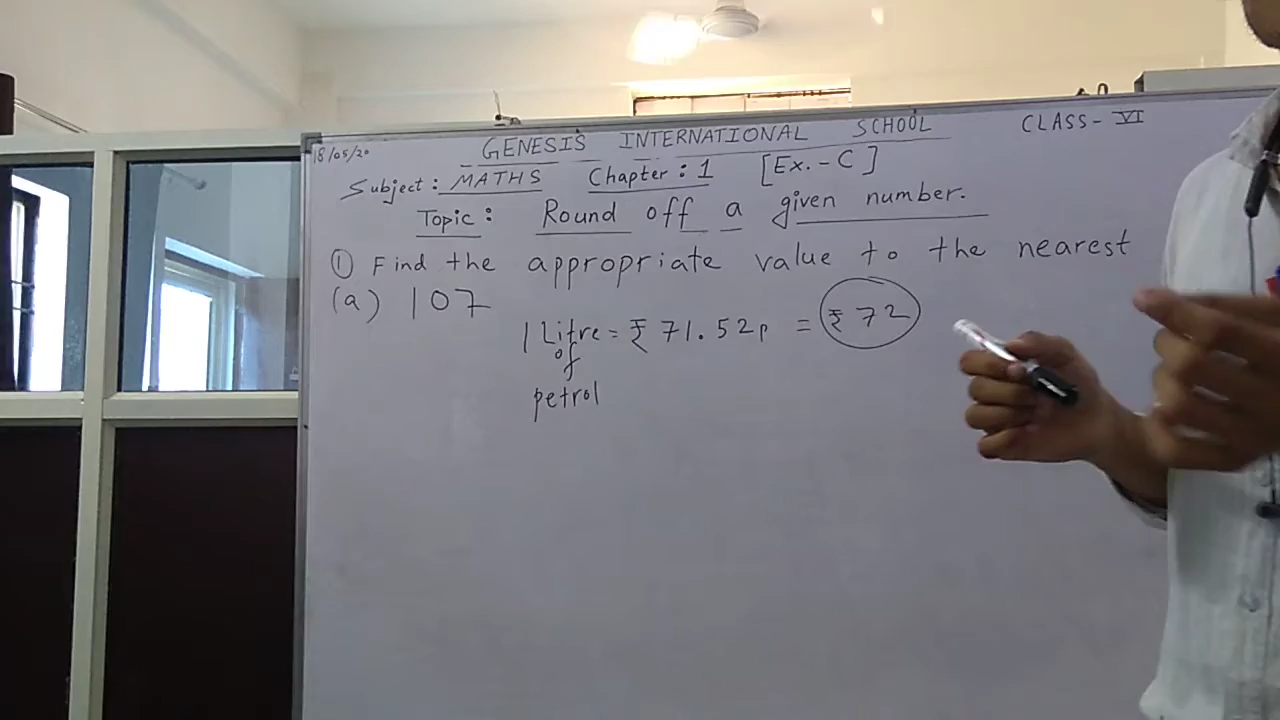 18/05/20
GENESIS INTERNATIONAL SCHOOL CLASS-VI
Subject: MATHS Chapter: 1 [Ex.-C]
Topic: Round off a given number.
① Find the appropriate value to the nearest
(a) 107
1 Litre = ₹ 71.52p = ₹ 72
of
petrol